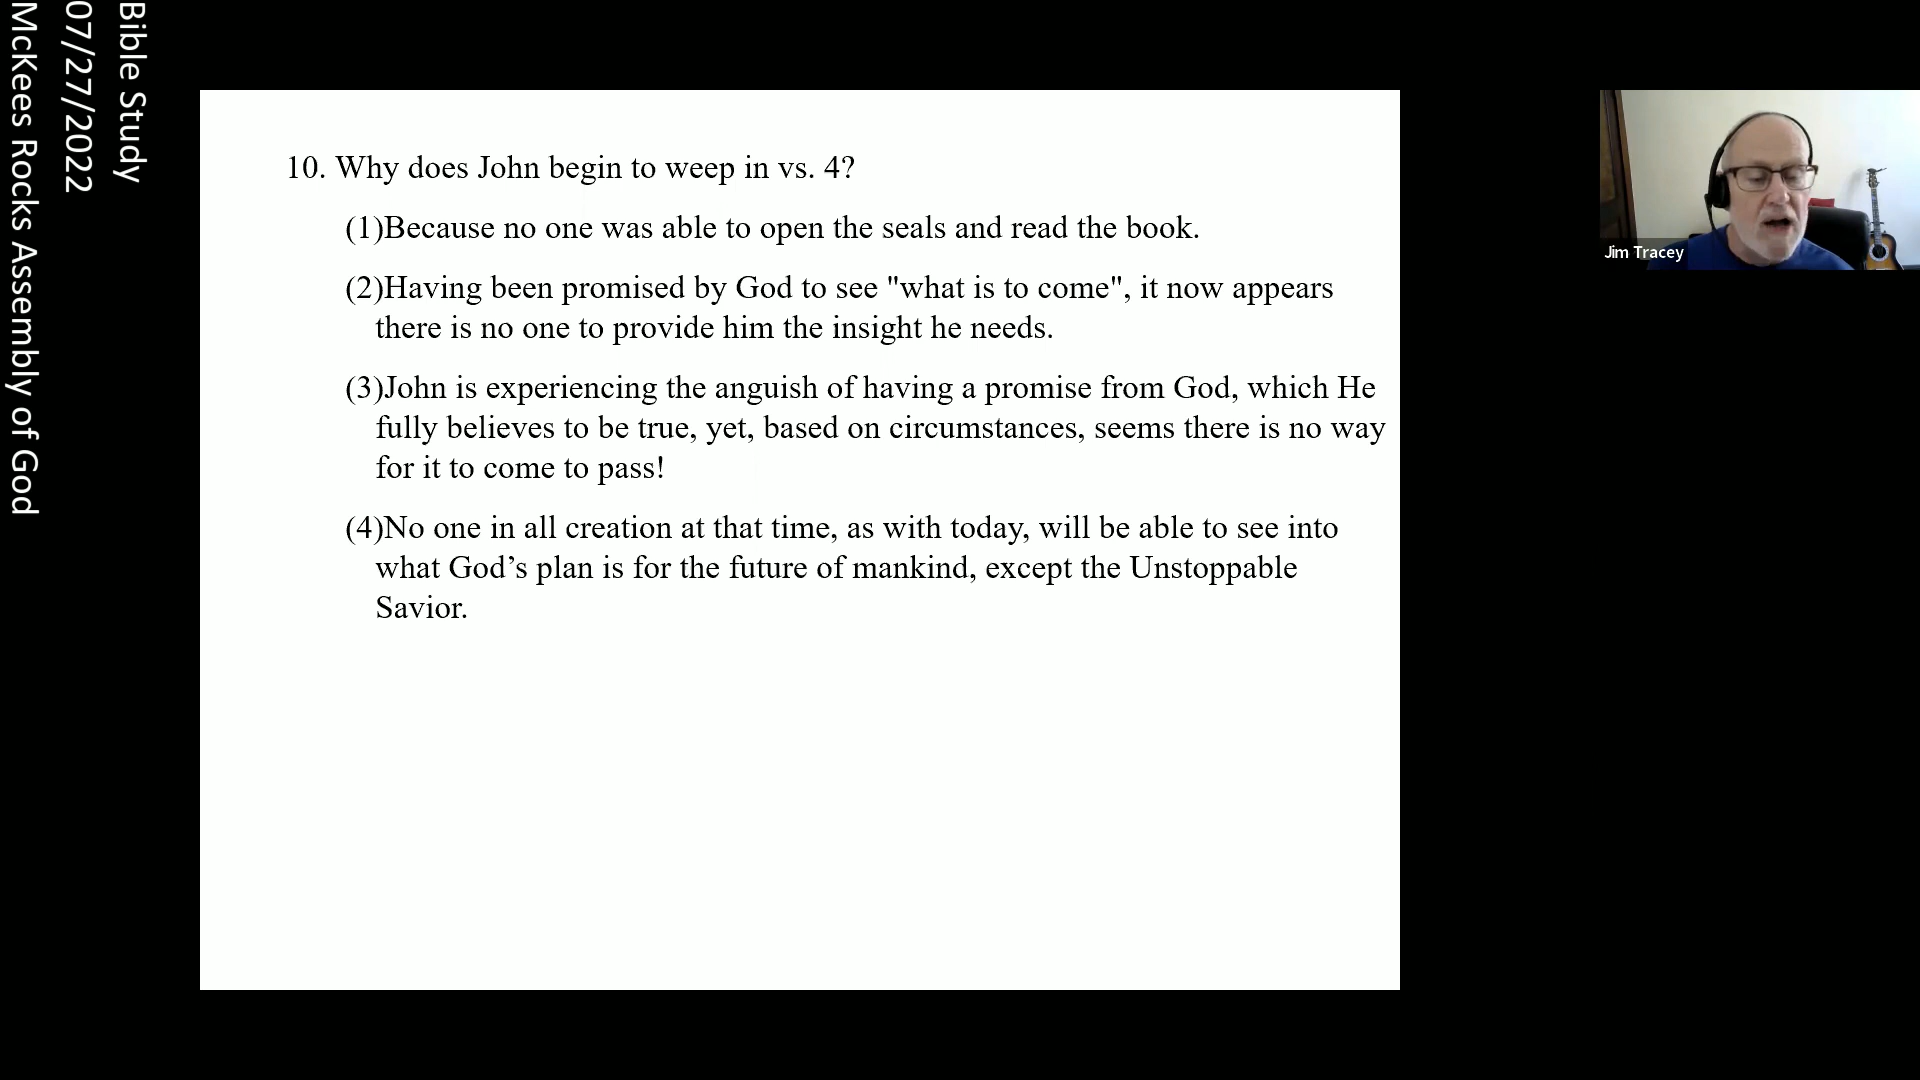 Bible Study
07/27/2022
McKees Rocks Assembly of God
10. Why does John begin to weep in vs. 4?
(1)Because no one was able to open the seals and read the book.
(2)Having been promised by God to see "what is to come", it now appears
there is no one to provide him the insight he needs.
(3)John is experiencing the anguish of having a promise from God, which He
fully believes to be true, yet, based on circumstances, seems there is no way
for it to come to pass!
(4)No one in all creation at that time, as with today, will be able to see into
what God’s plan is for the future of mankind, except the Unstoppable
Savior.
Jim Tracey